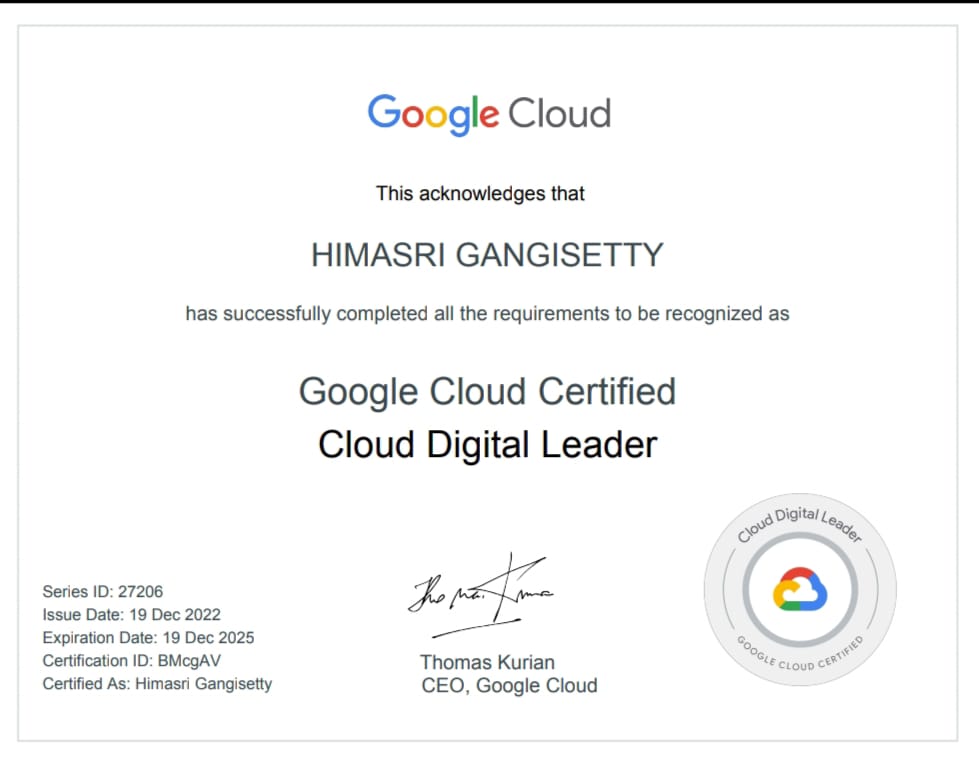 Google Cloud
This acknowledges that
HIMASRI GANGISETTY
has successfully completed all the requirements to be recognized as
Google Cloud Certified
Cloud Digital Leader
Series ID: 27206
Issue Date: 19 Dec 2022
Expiration Date: 19 Dec 2025
Certification ID: BMcgAV
Certified As: Himasri Gangisetty
Thomas Kurian
CEO, Google Cloud
Cloud Digital Leader
GOOGLE CLOUD CERTIFIED